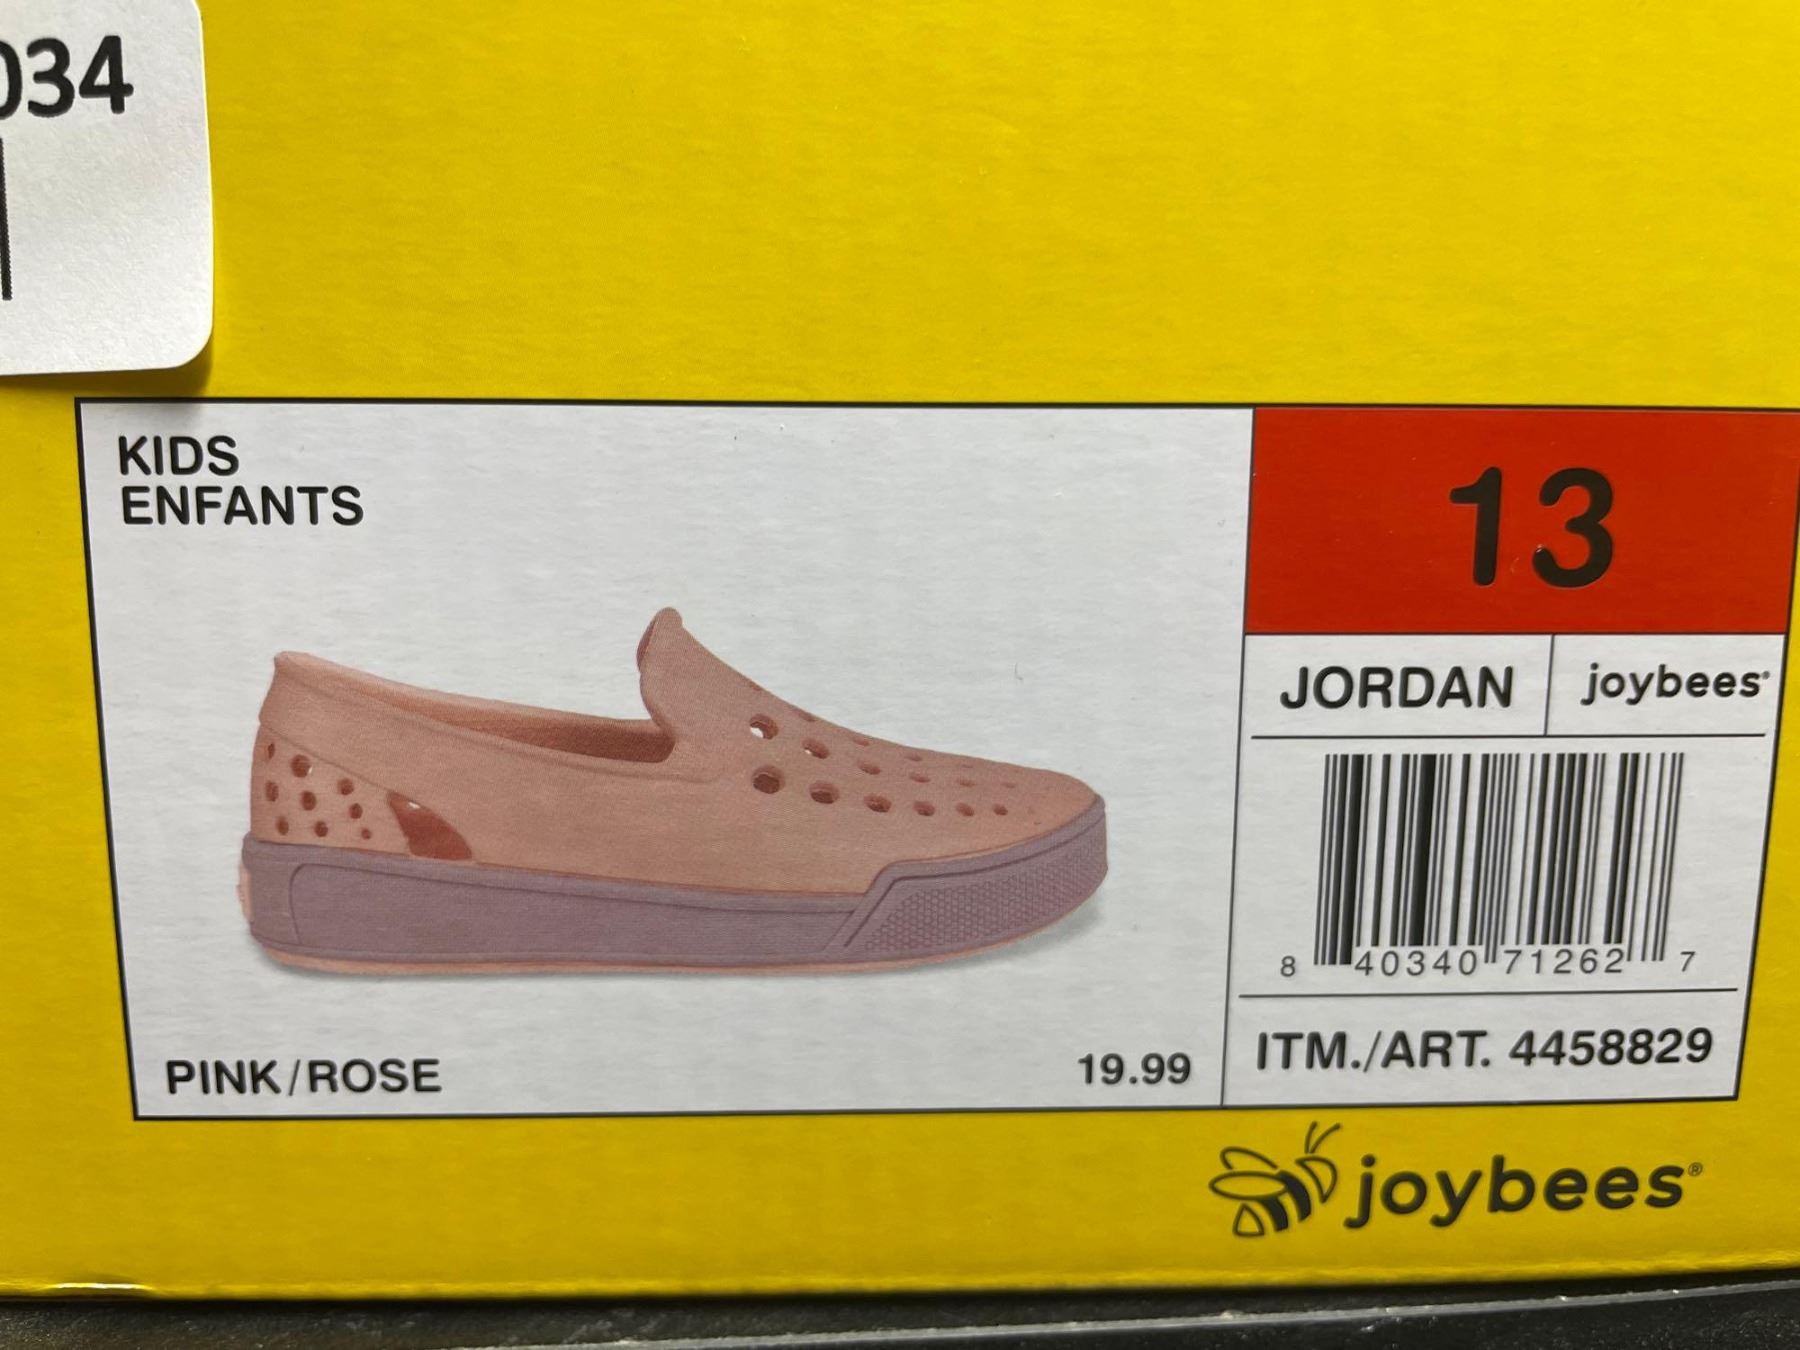 034
KIDS
ENFANTS
13
JORDAN
joybees®
8 40340 71262 7
PINK/ROSE
19.99
ITM./ART. 4458829
joybees®